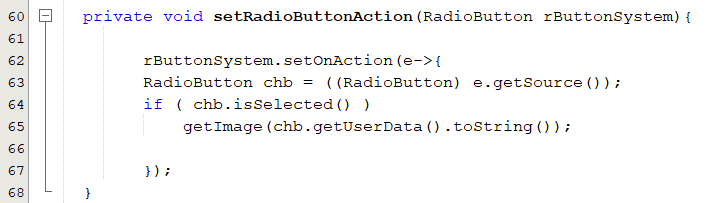 60 private void setRadioButtonAction(RadioButton rButtonSystem){
61
62 rButtonSystem.setOnAction(e->{
63 RadioButton chb = ((RadioButton) e.getSource());
64 if ( chb.isSelected() )
65 getImage(chb.getUserData().toString());
66
67 });
68 }